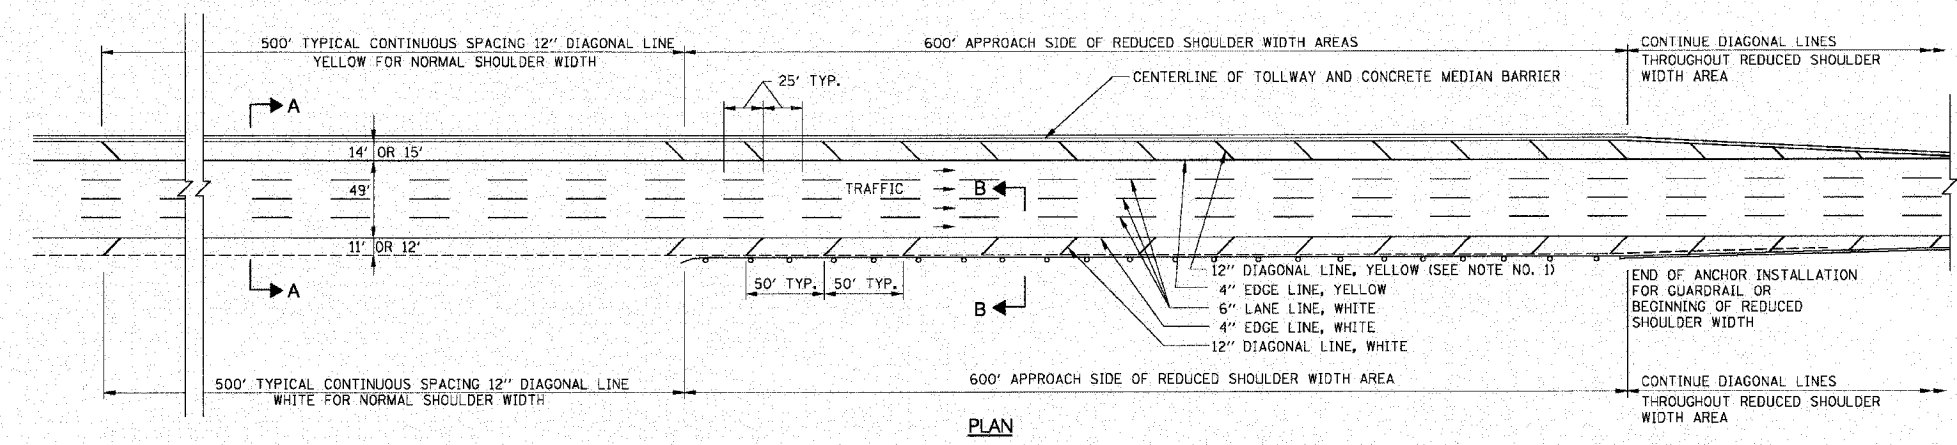 500' TYPICAL CONTINUOUS SPACING 12" DIAGONAL LINE
YELLOW FOR NORMAL SHOULDER WIDTH
600' APPROACH SIDE OF REDUCED SHOULDER WIDTH AREAS
CONTINUE DIAGONAL LINES
THROUGHOUT REDUCED SHOULDER
WIDTH AREA
25' TYP.
CENTERLINE OF TOLLWAY AND CONCRETE MEDIAN BARRIER
A
14' OR 15'
49'
TRAFFIC
B
11' OR 12'
A
50' TYP.
50' TYP.
B
12" DIAGONAL LINE, YELLOW (SEE NOTE NO. 1)
4" EDGE LINE, YELLOW
6" LANE LINE, WHITE
4" EDGE LINE, WHITE
12" DIAGONAL LINE, WHITE
END OF ANCHOR INSTALLATION
FOR GUARDRAIL OR
BEGINNING OF REDUCED
SHOULDER WIDTH
500' TYPICAL CONTINUOUS SPACING 12" DIAGONAL LINE
WHITE FOR NORMAL SHOULDER WIDTH
600' APPROACH SIDE OF REDUCED SHOULDER WIDTH AREA
CONTINUE DIAGONAL LINES
THROUGHOUT REDUCED SHOULDER
WIDTH AREA
PLAN